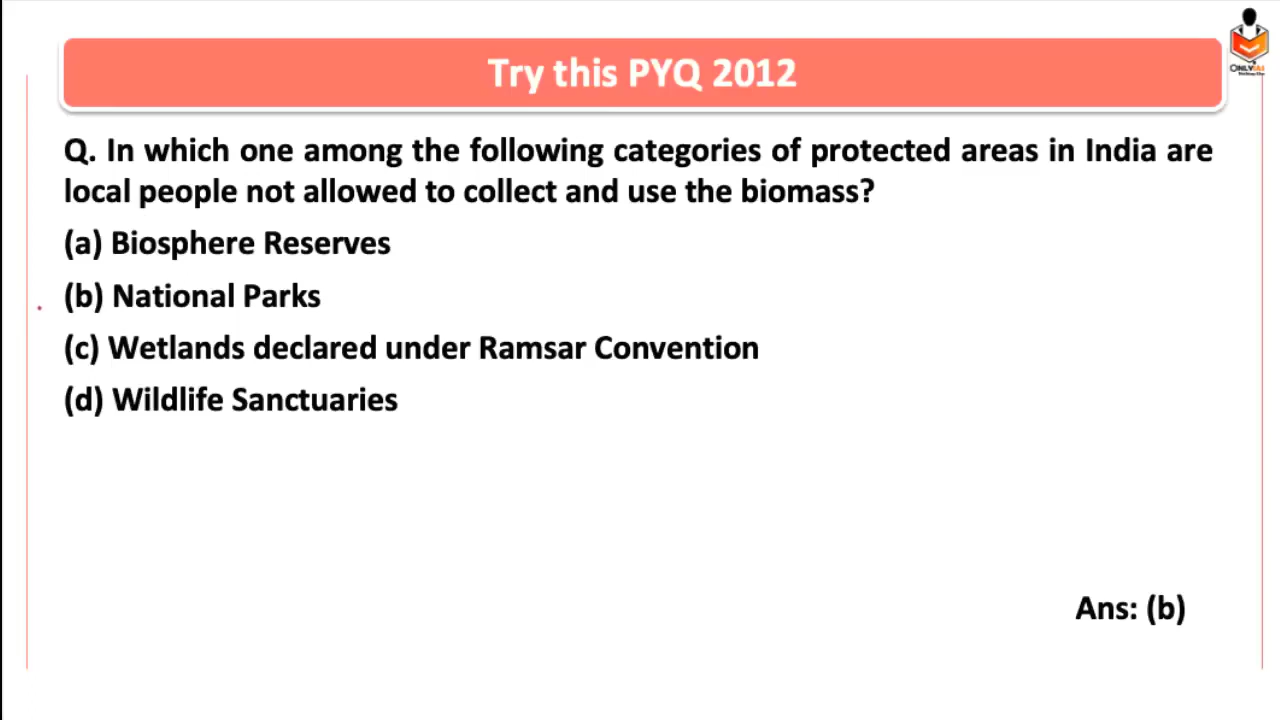 Try this PYQ 2012
ONLYIAS
Q. In which one among the following categories of protected areas in India are
local people not allowed to collect and use the biomass?
(a) Biosphere Reserves
(b) National Parks
(c) Wetlands declared under Ramsar Convention
(d) Wildlife Sanctuaries
Ans: (b)